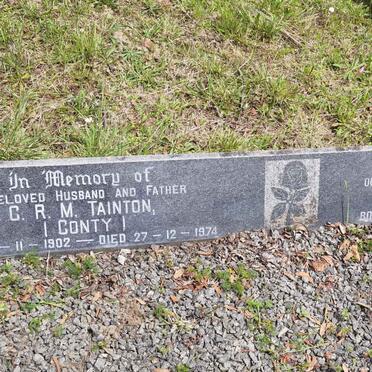 In Memory of
ELOVED HUSBAND AND FATHER
C. R. M. TAINTON,
( CONTY )
-11-1902 — DIED 27-12-1974